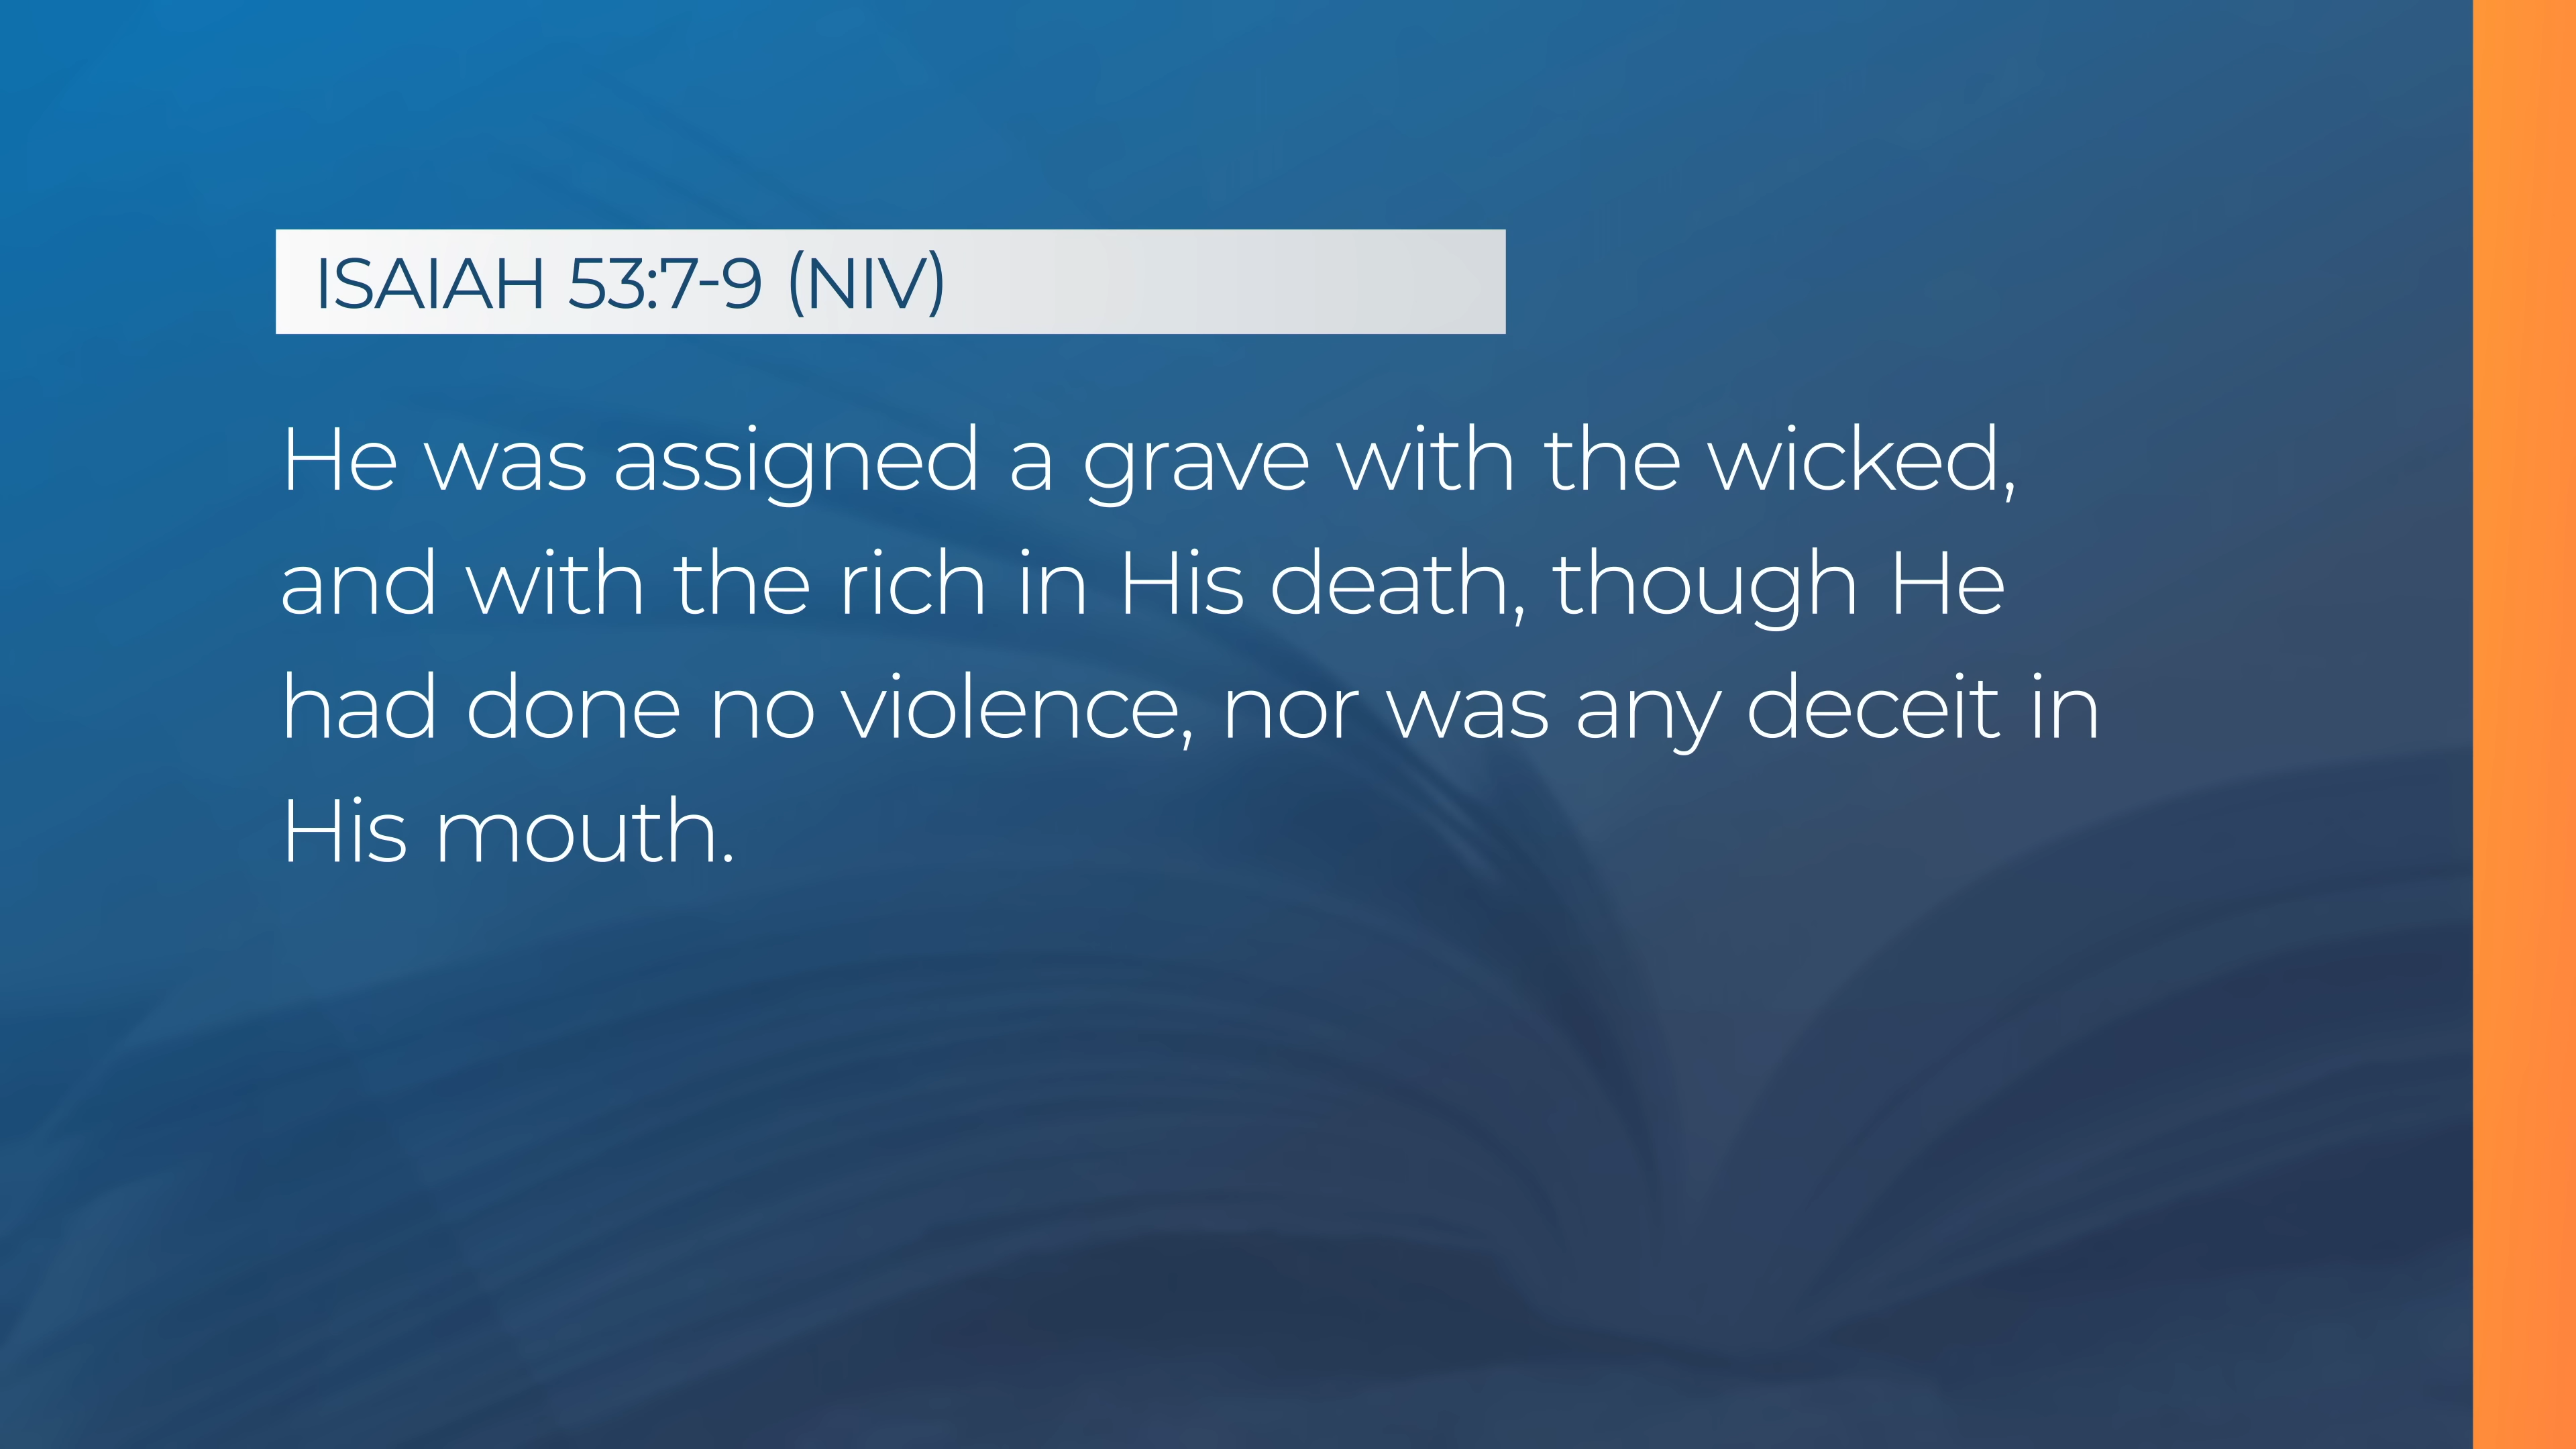 ISAIAH 53:7-9 (NIV)
He was assigned a grave with the wicked,
and with the rich in His death, though He
had done no violence, nor was any deceit in
His mouth.